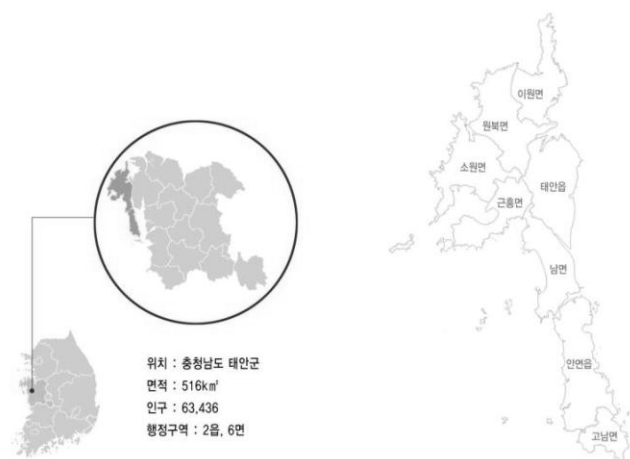 이원면
원북면
소원면
태안읍
근흥면
남면
안면읍
고남면
위치 : 충청남도 태안군
면적 : 516k㎡
인구 : 63,436
행정구역 : 2읍, 6면